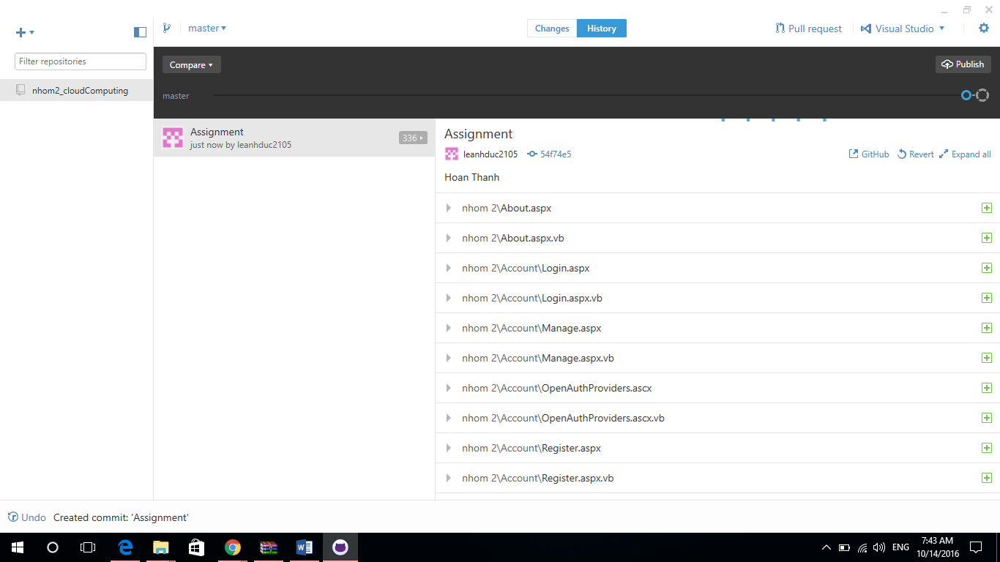 master
Changes
History
Pull request
Visual Studio
Filter repositories
Compare
Publish
nhom2_cloudComputing
master
Assignment
just now by leanhduc2105
336
Assignment
leanhduc2105
54f74e5
GitHub
Revert
Expand all
Hoan Thanh
nhom 2\About.aspx
nhom 2\About.aspx.vb
nhom 2\Account\Login.aspx
nhom 2\Account\Login.aspx.vb
nhom 2\Account\Manage.aspx
nhom 2\Account\Manage.aspx.vb
nhom 2\Account\OpenAuthProviders.ascx
nhom 2\Account\OpenAuthProviders.ascx.vb
nhom 2\Account\Register.aspx
nhom 2\Account\Register.aspx.vb
Undo
Created commit: 'Assignment'
ENG
7:43 AM
10/14/2016